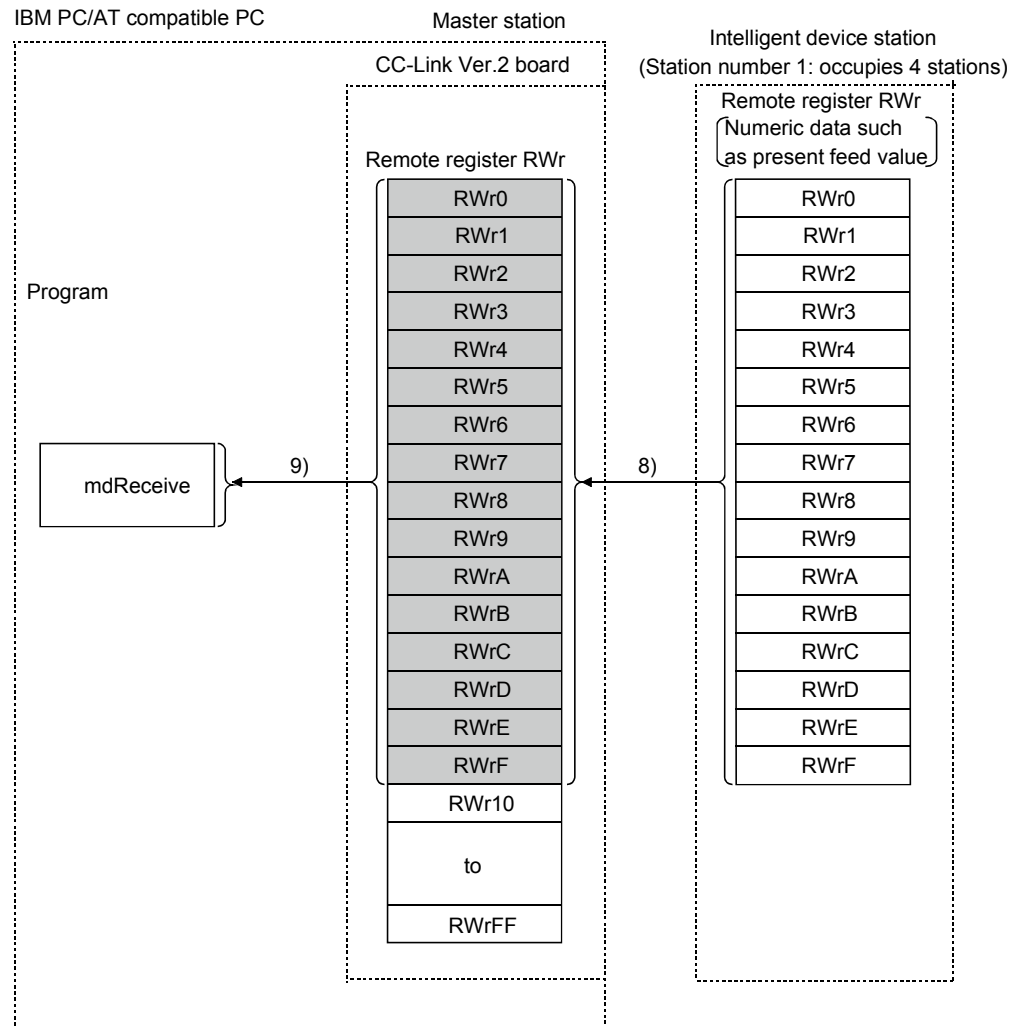 IBM PC/AT compatible PC
Master station
Intelligent device station
(Station number 1: occupies 4 stations)
CC-Link Ver.2 board
Remote register RWr
Numeric data such
as present feed value
Remote register RWr
RWr0
RWr1
RWr2
RWr3
RWr4
RWr5
RWr6
RWr7
RWr8
RWr9
RWrA
RWrB
RWrC
RWrD
RWrE
RWrF
RWr10
to
RWrFF
Program
mdReceive
9)
8)
RWr0
RWr1
RWr2
RWr3
RWr4
RWr5
RWr6
RWr7
RWr8
RWr9
RWrA
RWrB
RWrC
RWrD
RWrE
RWrF